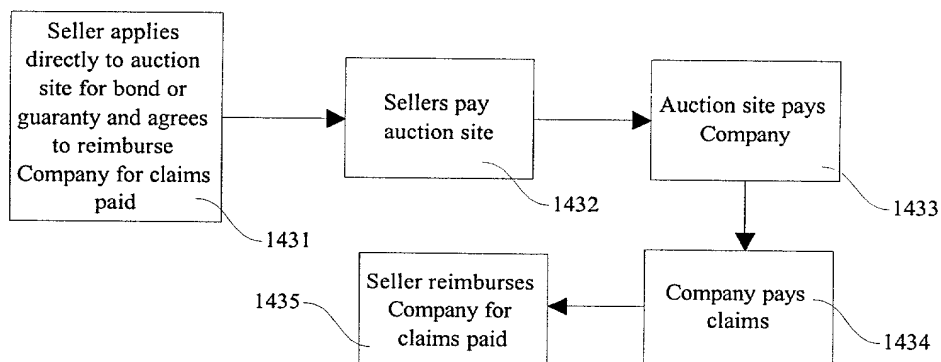 Seller applies
directly to auction
site for bond or
guaranty and agrees
to reimburse
Company for claims
paid
1431
Sellers pay
auction site
1432
Auction site pays
Company
1433
Company pays
claims
1434
Seller reimburses
Company for
claims paid
1435